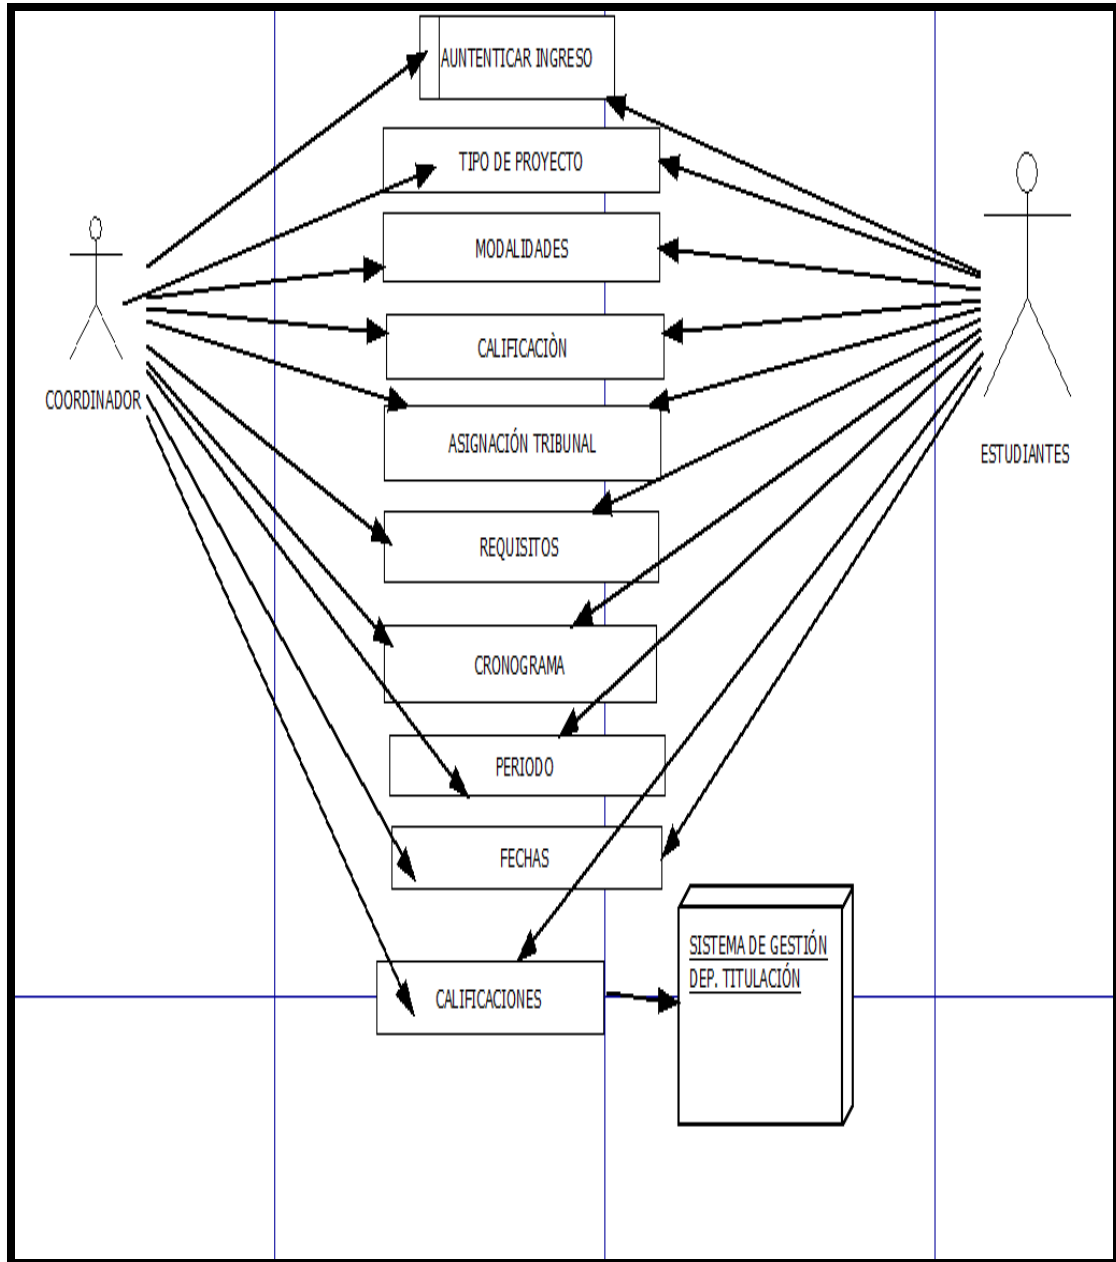 AUNTENTICAR INGRESO
TIPO DE PROYECTO
MODALIDADES
CALIFICACIÒN
COORDINADOR
ASIGNACIÓN TRIBUNAL
ESTUDIANTES
REQUISITOS
CRONOGRAMA
PERIODO
FECHAS
SISTEMA DE GESTIÓN
DEP. TITULACIÓN
CALIFICACIONES